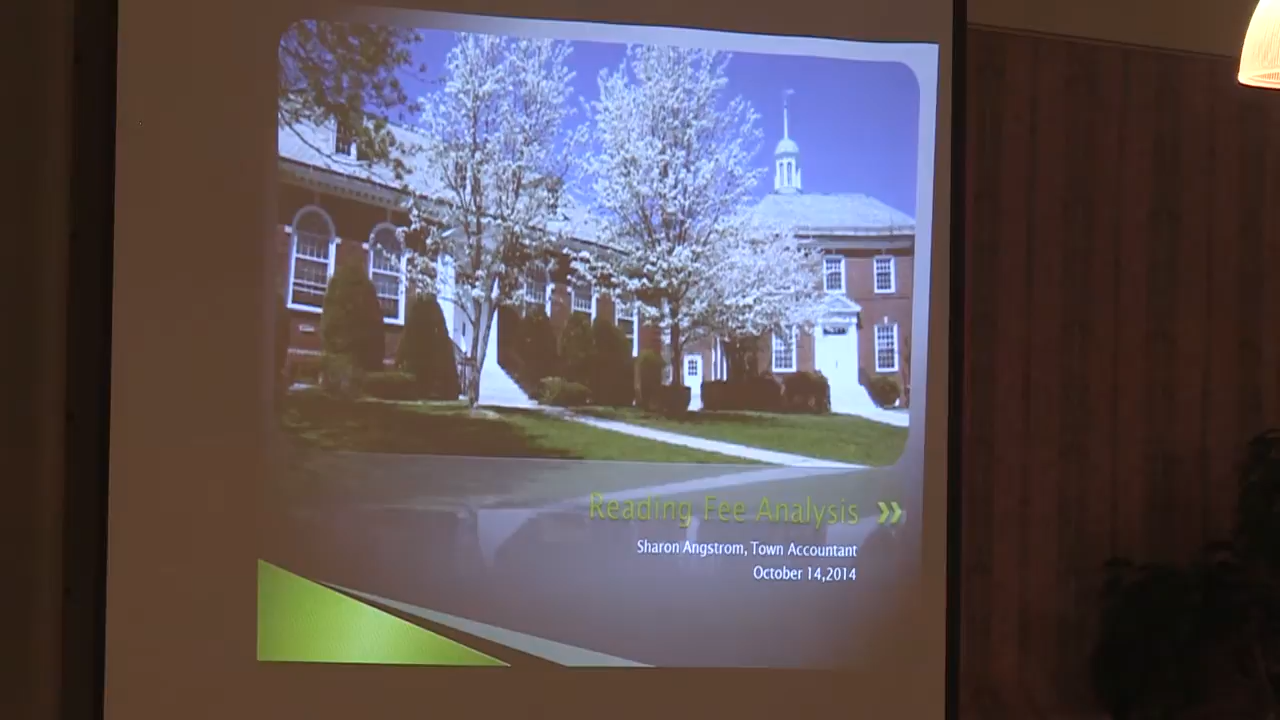 Reading Fee Analysis
Sharon Angstrom, Town Accountant
October 14,2014